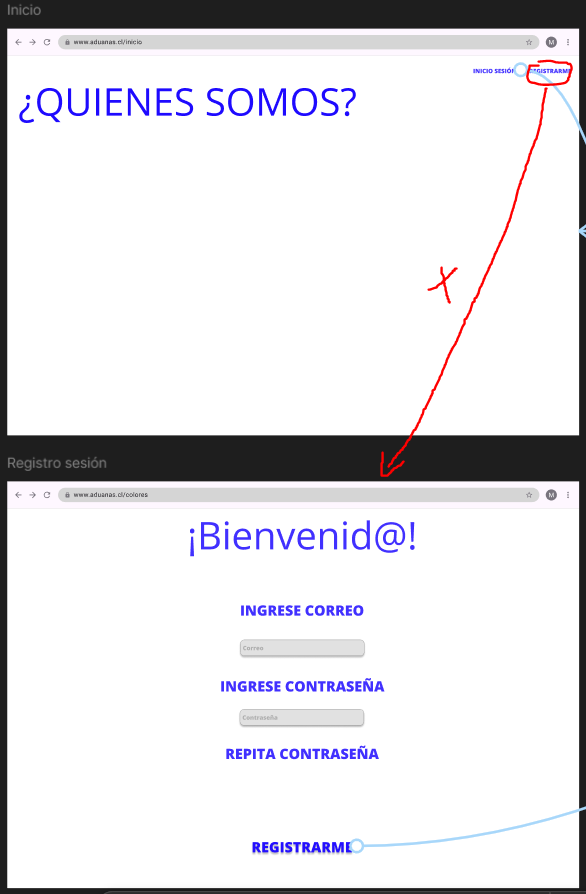 Inicio
www.aduanas.cl/inicio
M
INICIO SESIÓN REGISTRARME
¿QUIENES SOMOS?
X
Registro sesión
www.aduanas.cl/colores
M
¡Bienvenid@!
INGRESE CORREO
Correo
INGRESE CONTRASEÑA
Contraseña
REPITA CONTRASEÑA
REGISTRARME